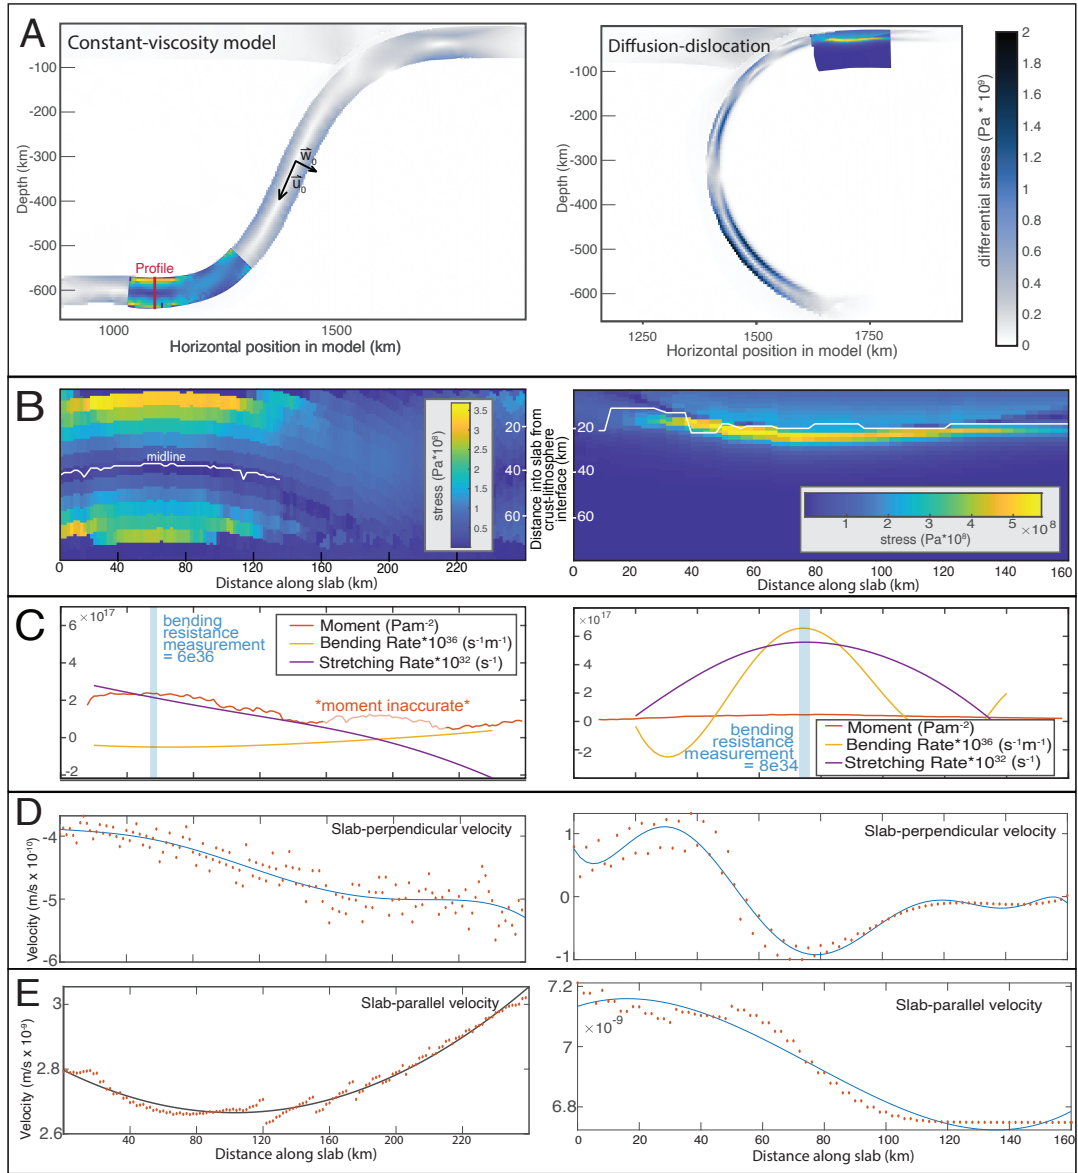 A
Constant-viscosity model
Depth (km)
-100
-200
-300
-400
-500
-600
w₀
u₀
Profile
1000
1500
Horizontal position in model (km)
Diffusion-dislocation
Depth (km)
-100
-200
-300
-400
-500
-600
1250
1500
1750
Horizontal position in model (km)
2
1.8
1.6
1.4
1.2
1
0.8
0.6
0.4
0.2
0
differential stress (Pa * 10⁹)
B
midline
3.5
3
2.5
2
1.5
1
0.5
stress (Pa*10⁸)
20
40
60
0
40
80
120
160
200
220
Distance along slab (km)
Distance into slab from
crust-lithosphere
interface (km)
20
40
60
1
2
3
4
5
× 10⁸
stress (Pa*10⁸)
0
20
40
60
80
100
120
140
160
Distance along slab (km)
C
×10¹⁷
6
4
2
0
-2
bending
resistance
measurement
= 6e36
Moment (Pam⁻²)
Bending Rate*10³⁶ (s⁻¹m⁻¹)
Stretching Rate*10³² (s⁻¹)
*moment inaccurate*
×10¹⁷
6
4
2
0
-2
bending
resistance
measurement
= 8e34
Moment (Pam⁻²)
Bending Rate*10³⁶ (s⁻¹m⁻¹)
Stretching Rate*10³² (s⁻¹)
D
Slab-perpendicular velocity
Velocity (m/s x 10⁻¹⁰)
-4
-5
-6
Slab-perpendicular velocity
1
0
-1
E
Slab-parallel velocity
Velocity (m/s x 10⁻⁹)
3
2.8
2.6
40
80
120
160
200
220
Distance along slab (km)
Slab-parallel velocity
7.2
×10⁻⁹
7
6.8
0
20
40
60
80
100
120
140
160
Distance along slab (km)